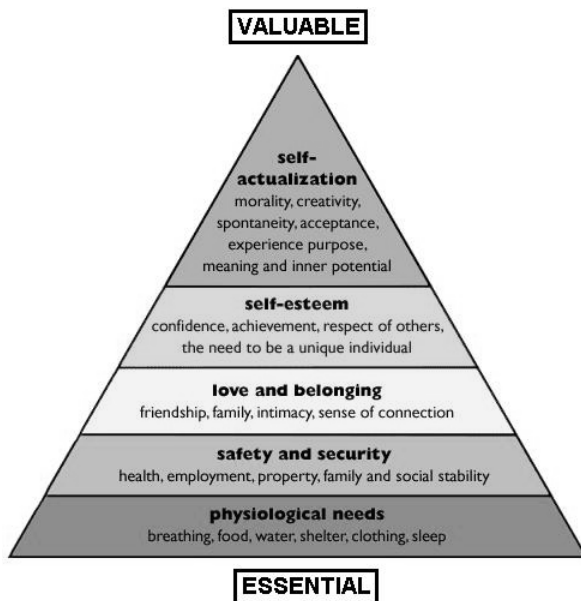 VALUABLE
self-
actualization
morality, creativity,
spontaneity, acceptance,
experience purpose,
meaning and inner potential
self-esteem
confidence, achievement, respect of others,
the need to be a unique individual
love and belonging
friendship, family, intimacy, sense of connection
safety and security
health, employment, property, family and social stability
physiological needs
breathing, food, water, shelter, clothing, sleep
ESSENTIAL